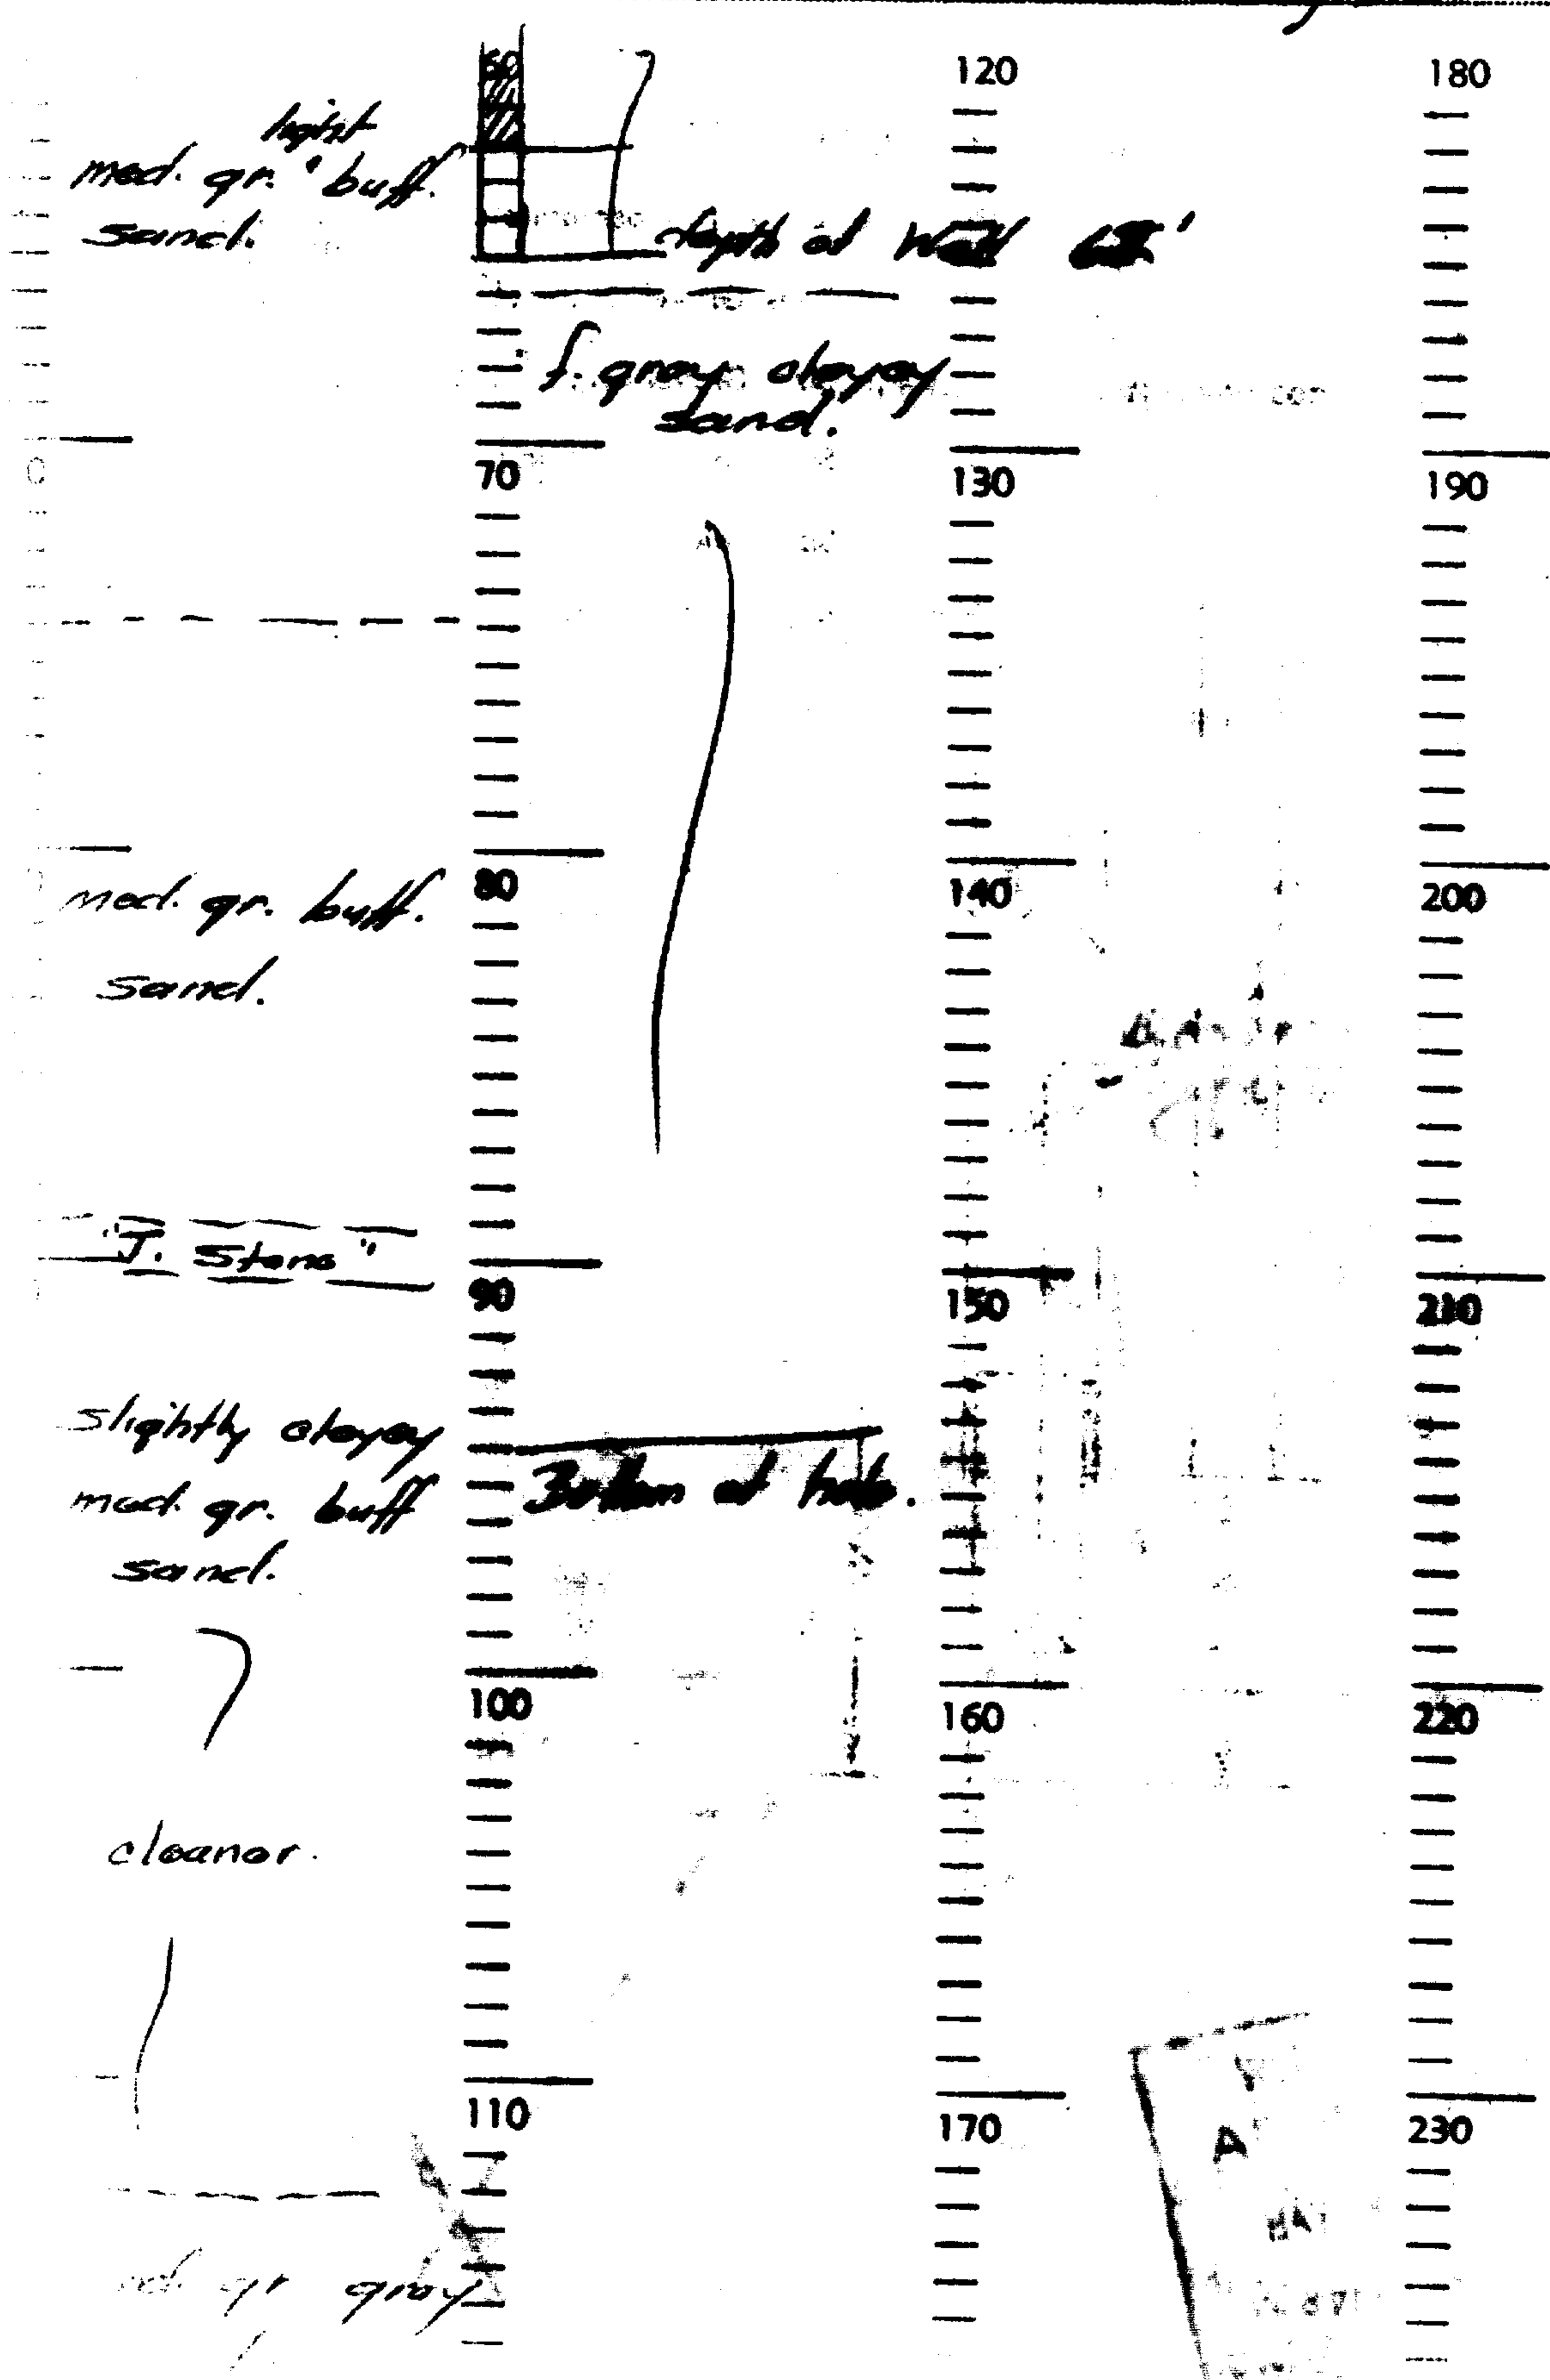 light
med. gr. buff.
sand.
med. gr. buff.
sand.
"J. Stone"
slightly clayey
med. gr. buff
sand.
cleaner.
gr gray
60
depth of Well
f. gray clayey
sand.
70
80
90
Bottom of hole.
100
110
120
130
140
150
160
170
180
190
200
210
220
230